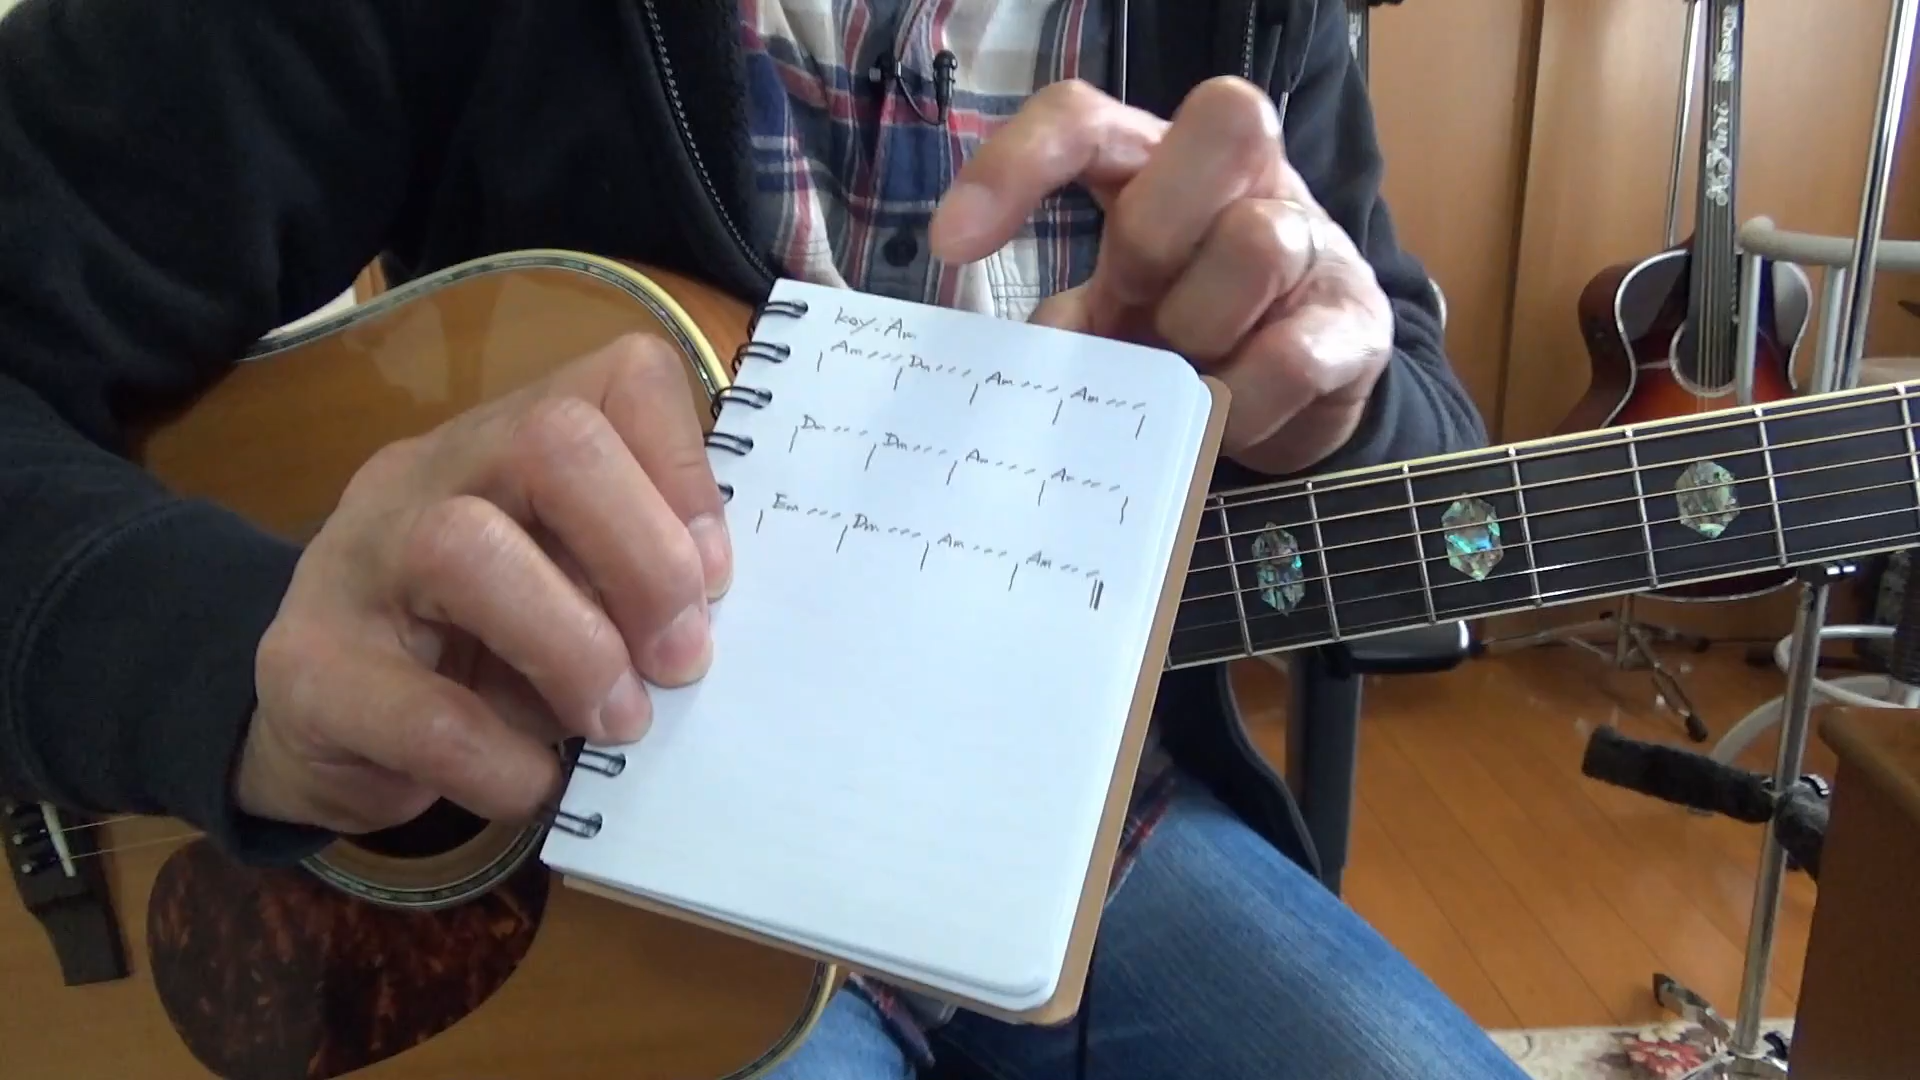 key. Am
| Am / / / | Dm / / / | Am / / / | Am / / / |
| Dm / / / | Dm / / / | Am / / / | Am / / / |
| Em / / / | Dm / / / | Am / / / | Am / / / ||